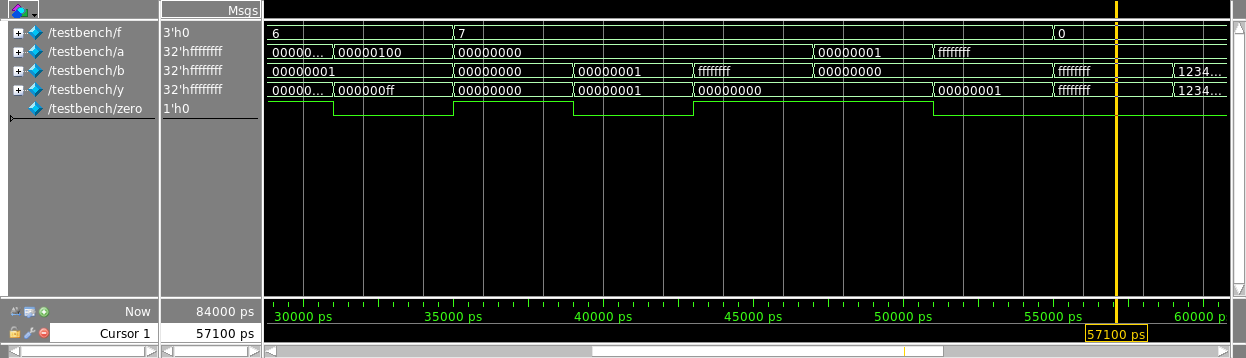 Msgs
/testbench/f 3'h0 6 7 0
/testbench/a 32'hffffffff 00000... 00000100 00000000 00000001 ffffffff
/testbench/b 32'hffffffff 00000001 00000000 00000001 ffffffff 00000000 ffffffff 1234...
/testbench/y 32'hffffffff 00000... 000000ff 00000000 00000001 00000000 00000001 ffffffff 1234...
/testbench/zero 1'h0
Now 84000 ps 30000 ps 35000 ps 40000 ps 45000 ps 50000 ps 55000 ps 60000 p
Cursor 1 57100 ps 57100 ps